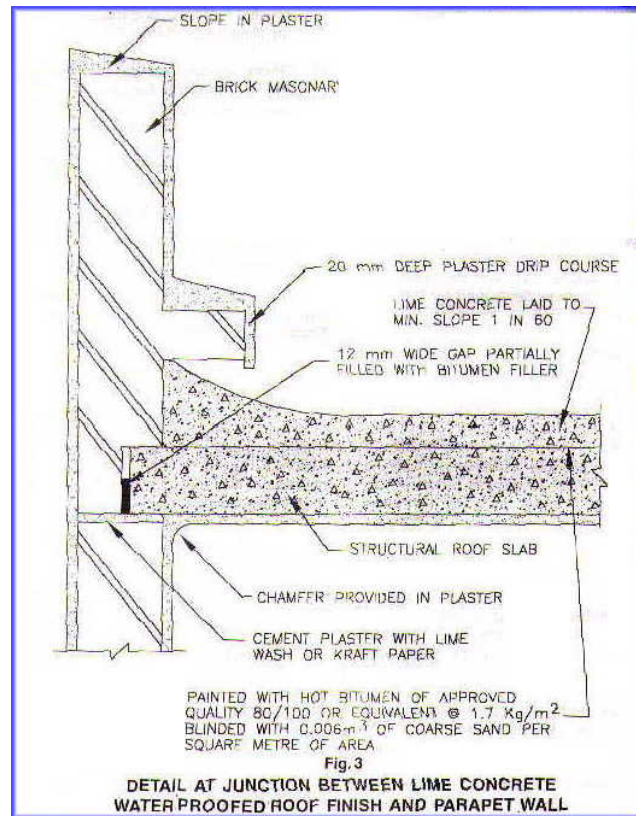 SLOPE IN PLASTER
BRICK MASONARY
20 mm DEEP PLASTER DRIP COURSE
LIME CONCRETE LAID TO
MIN. SLOPE 1 IN 60
12 mm WIDE GAP PARTIALLY
FILLED WITH BITUMEN FILLER
STRUCTURAL ROOF SLAB
CHAMFER PROVIDED IN PLASTER
CEMENT PLASTER WITH LIME
WASH OR KRAFT PAPER
PAINTED WITH HOT BITUMEN OF APPROVED
QUALITY 80/100 OR EQUIVALENT @ 1.7 Kg/m²
BLINDED WITH 0.006m³ OF COARSE SAND PER
SQUARE METRE OF AREA
Fig.3
DETAIL AT JUNCTION BETWEEN LIME CONCRETE
WATER PROOFED ROOF FINISH AND PARAPET WALL